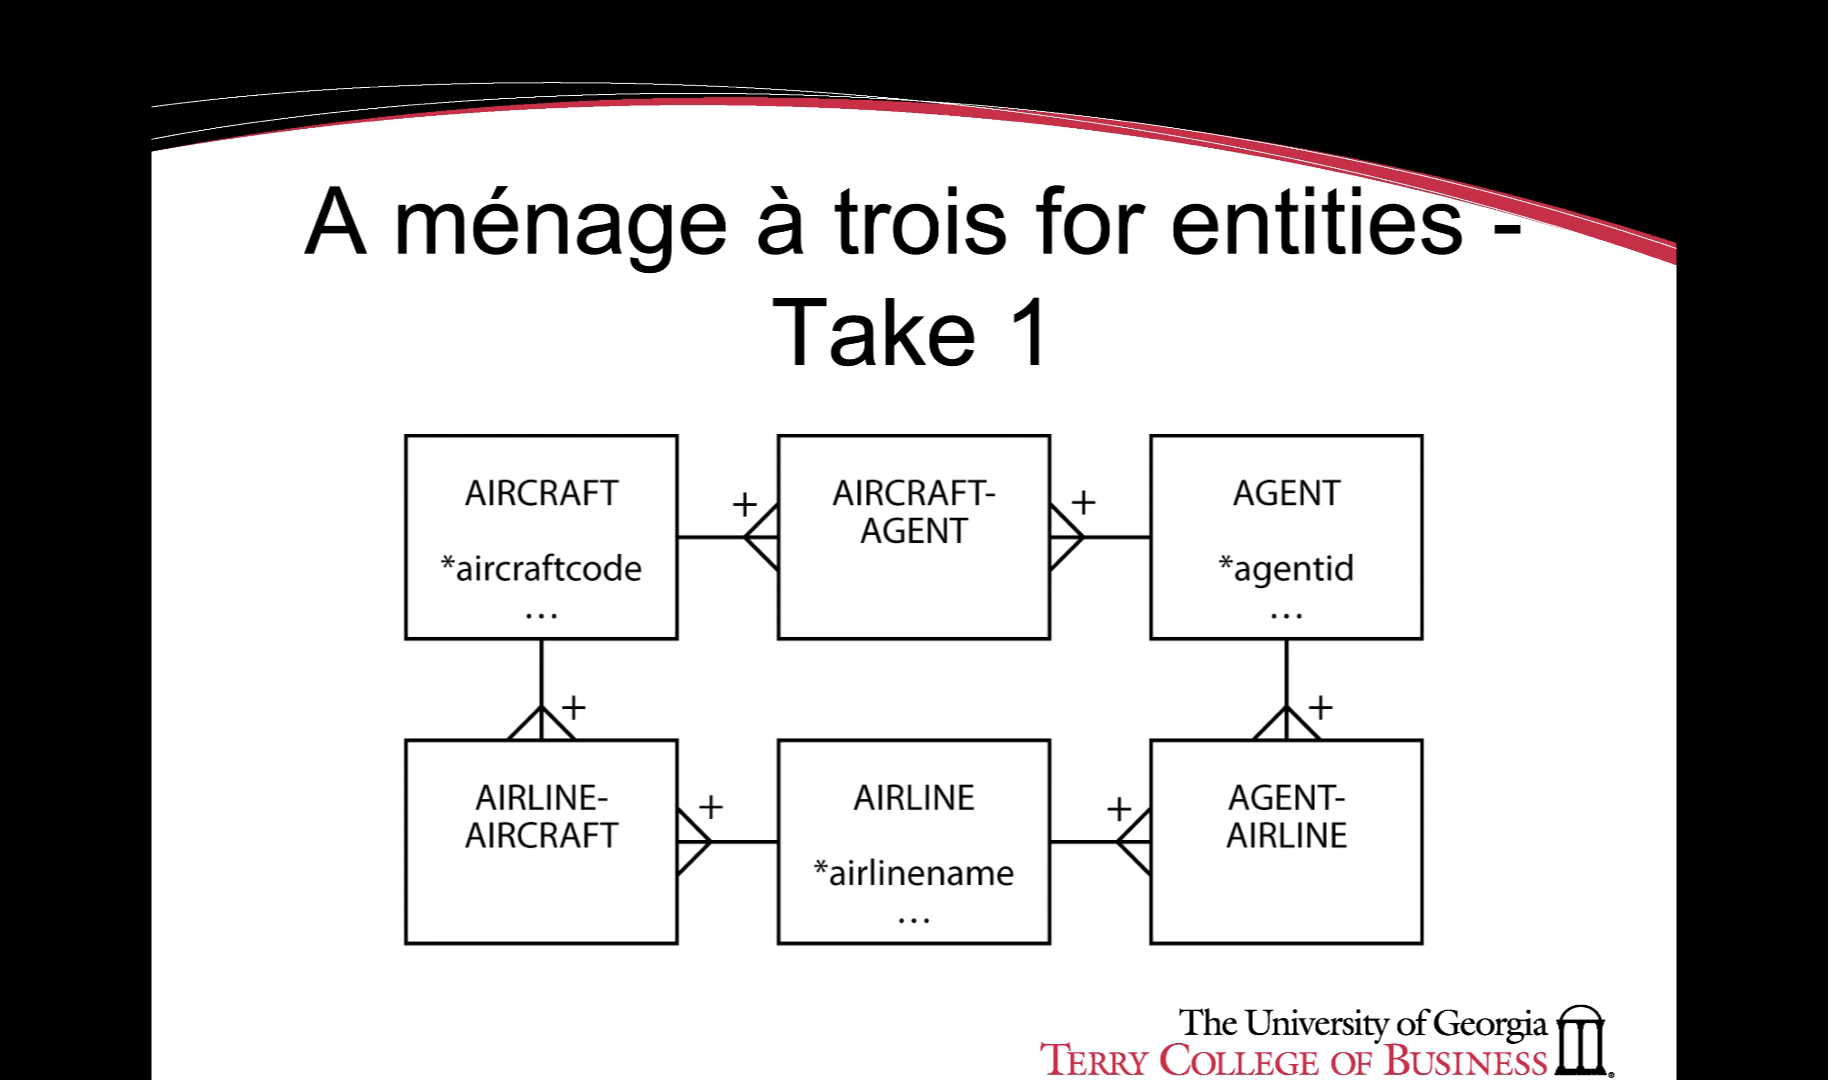 A ménage à trois for entities -
Take 1
AIRCRAFT
*aircraftcode
...
+
AIRCRAFT-
AGENT
+
AGENT
*agentid
...
+
+
AIRLINE-
AIRCRAFT
+
AIRLINE
*airlinename
...
+
AGENT-
AIRLINE
The University of Georgia
TERRY COLLEGE OF BUSINESS